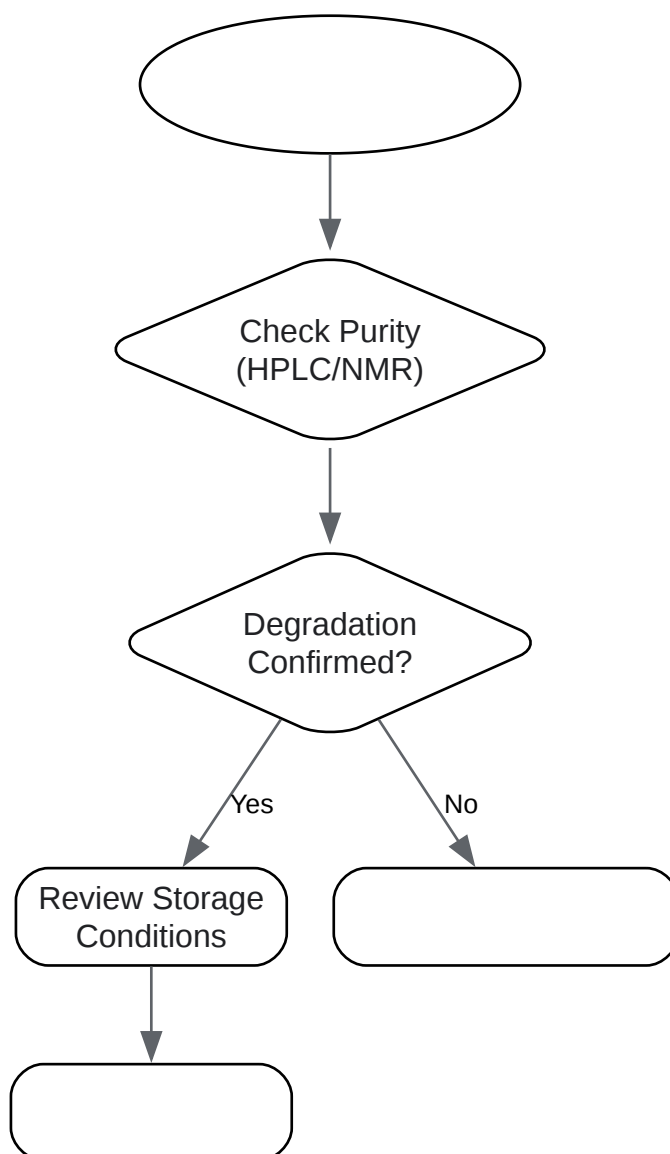 Check Purity
(HPLC/NMR)
Degradation
Confirmed?
Yes
No
Review Storage
Conditions